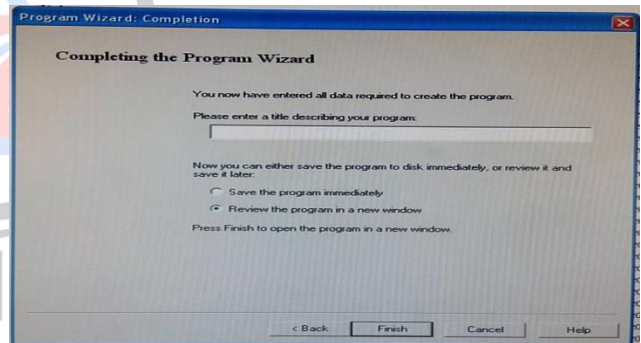 Program Wizard: Completion
Completing the Program Wizard
You now have entered all data required to create the program.
Please enter a title describing your program:
Now you can either save the program to disk immediately, or review it and
save it later:
Save the program immediately
Review the program in a new window
Press Finish to open the program in a new window.
< Back
Finish
Cancel
Help